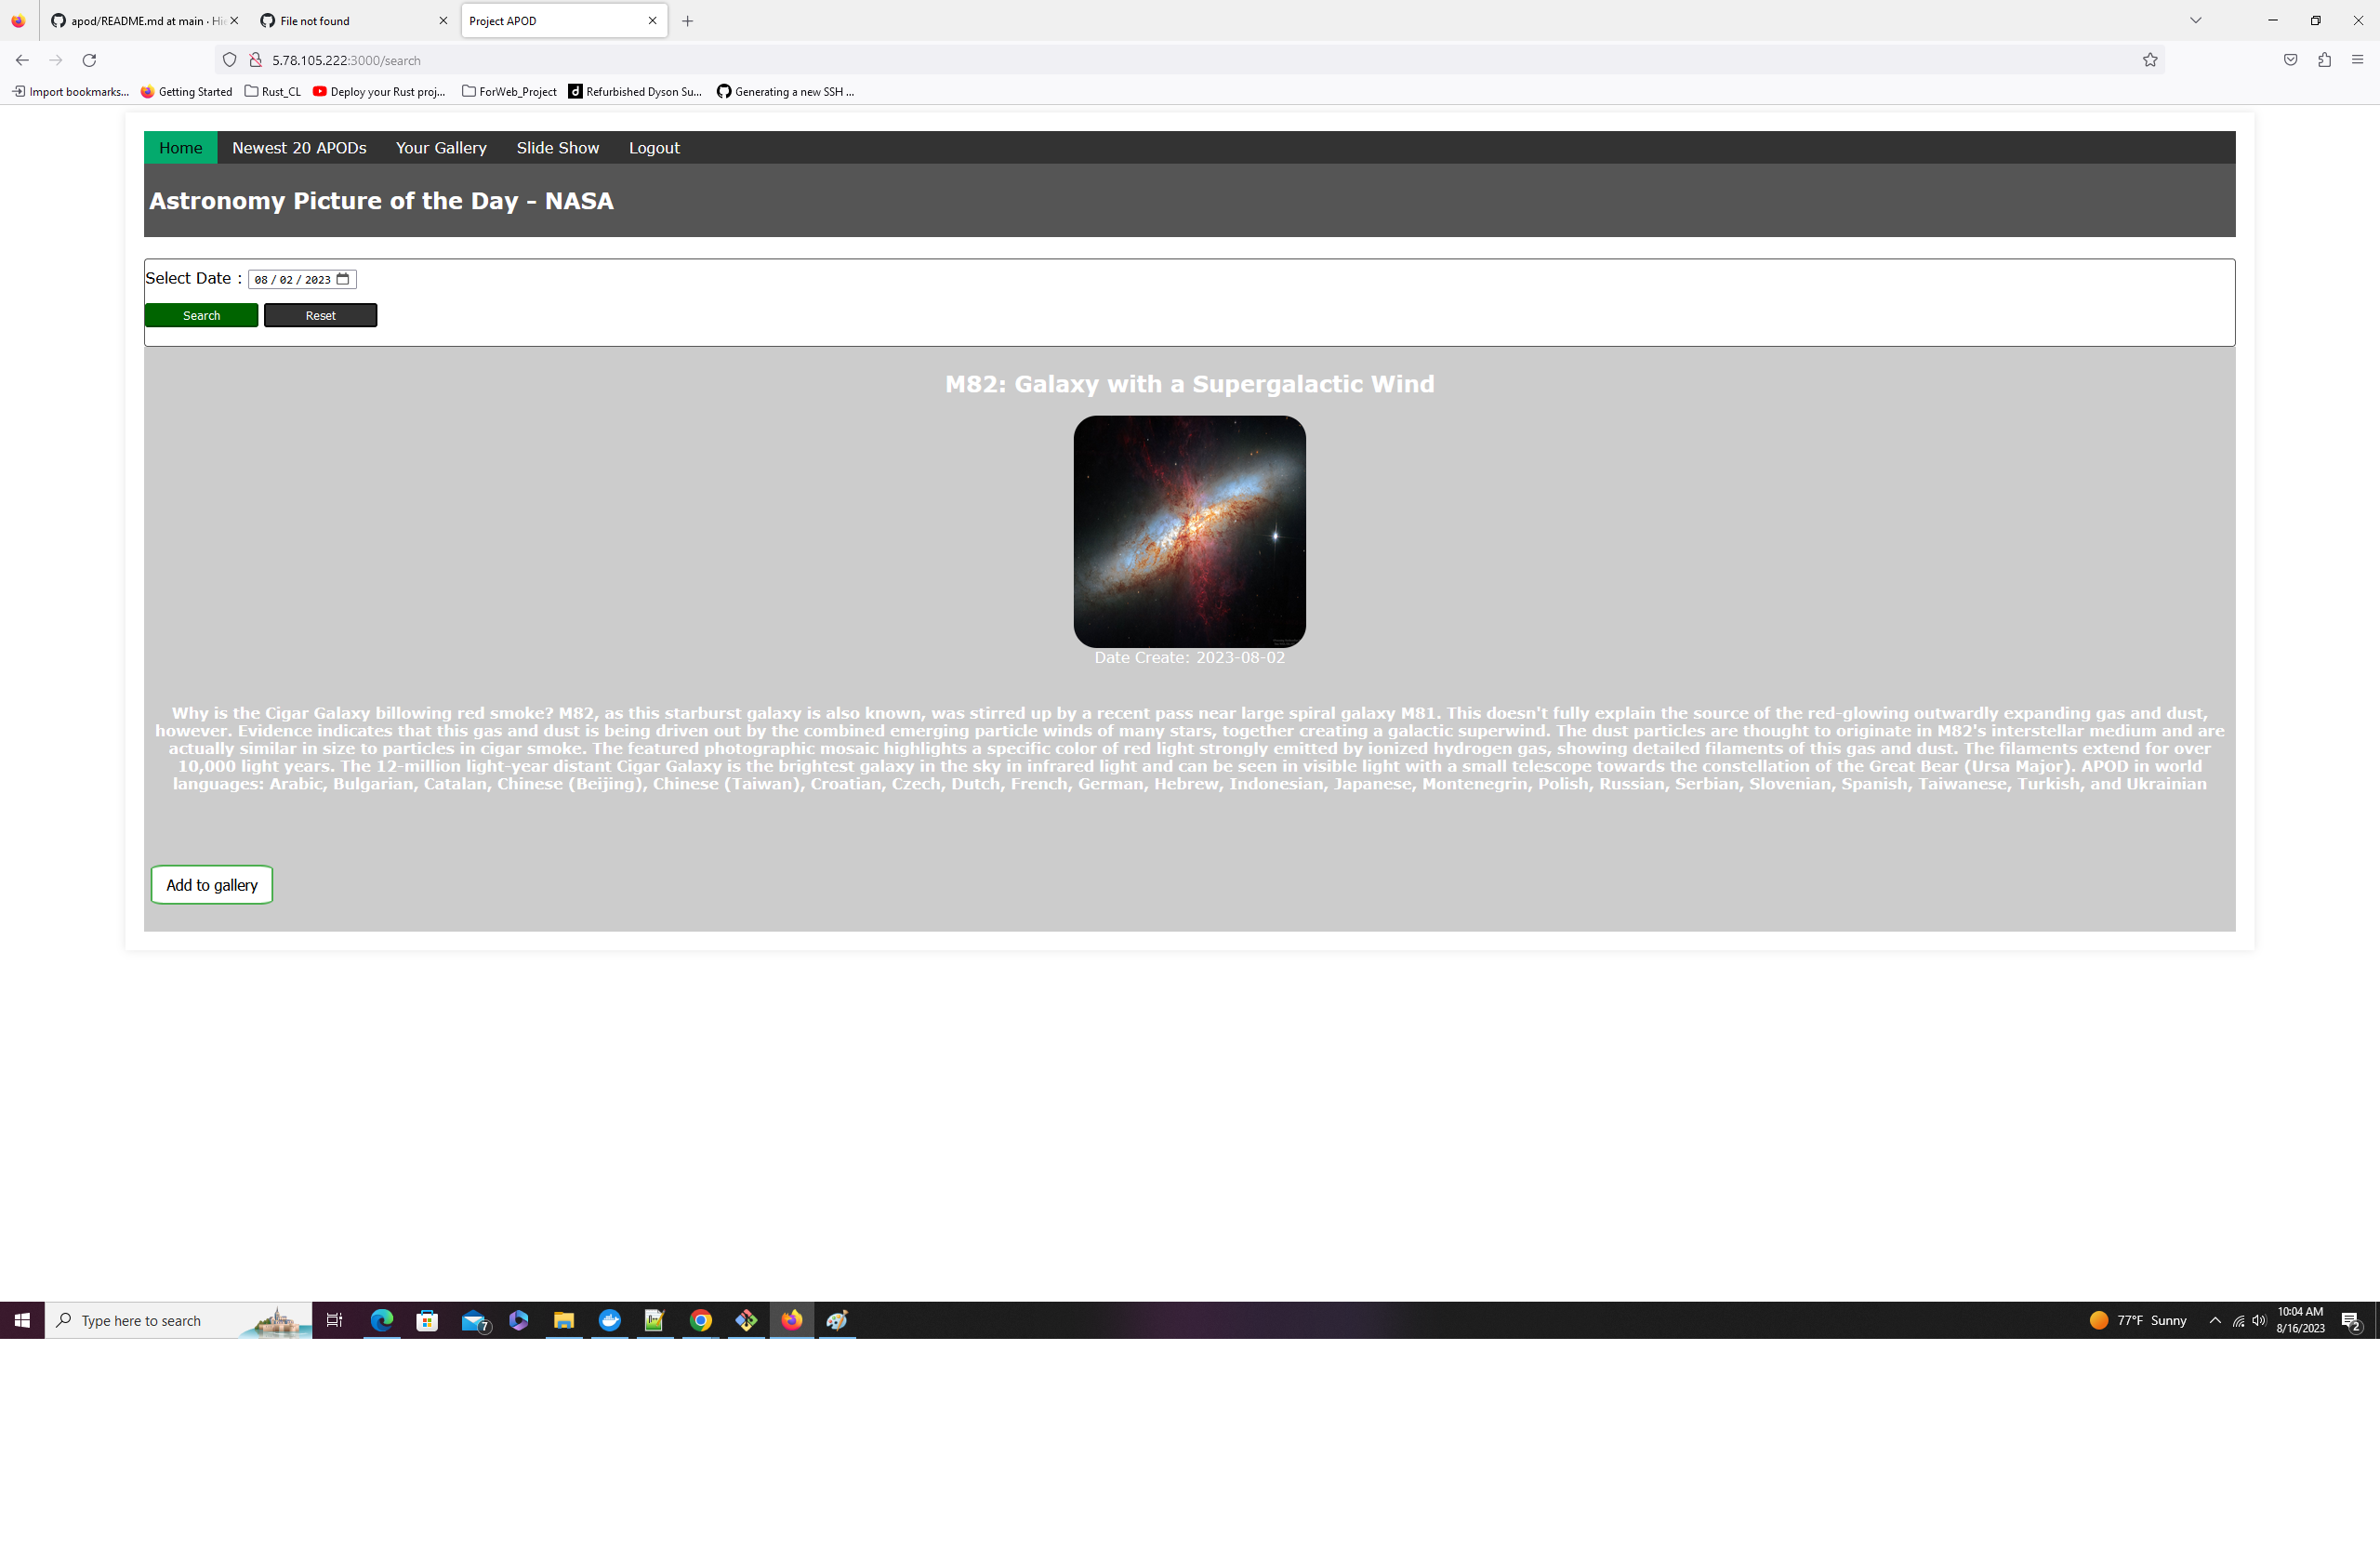 apod/README.md at main · Hi
File not found
Project APOD
5.78.105.222:3000/search
Import bookmarks...
Getting Started
Rust_CL
Deploy your Rust proj...
ForWeb_Project
Refurbished Dyson Su...
Generating a new SSH ...
Home
Newest 20 APODs
Your Gallery
Slide Show
Logout
Astronomy Picture of the Day - NASA
Select Date : 08 / 02 / 2023
Search
Reset
M82: Galaxy with a Supergalactic Wind
Date Create: 2023-08-02
Why is the Cigar Galaxy billowing red smoke? M82, as this starburst galaxy is also known, was stirred up by a recent pass near large spiral galaxy M81. This doesn't fully explain the source of the red-glowing outwardly expanding gas and dust,
however. Evidence indicates that this gas and dust is being driven out by the combined emerging particle winds of many stars, together creating a galactic superwind. The dust particles are thought to originate in M82's interstellar medium and are
actually similar in size to particles in cigar smoke. The featured photographic mosaic highlights a specific color of red light strongly emitted by ionized hydrogen gas, showing detailed filaments of this gas and dust. The filaments extend for over
10,000 light years. The 12-million light-year distant Cigar Galaxy is the brightest galaxy in the sky in infrared light and can be seen in visible light with a small telescope towards the constellation of the Great Bear (Ursa Major). APOD in world
languages: Arabic, Bulgarian, Catalan, Chinese (Beijing), Chinese (Taiwan), Croatian, Czech, Dutch, French, German, Hebrew, Indonesian, Japanese, Montenegrin, Polish, Russian, Serbian, Slovenian, Spanish, Taiwanese, Turkish, and Ukrainian
Add to gallery
Type here to search
7
77°F Sunny
10:04 AM
8/16/2023
2